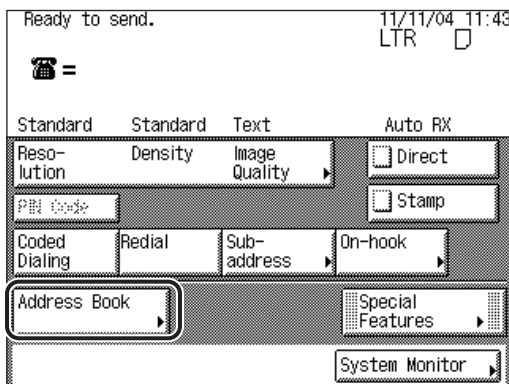 Ready to send. 11/11/04 11:43
LTR
=
Standard Standard Text Auto RX
Reso-
lution
Density
Image
Quality
Direct
Stamp
PIN Code
Coded
Dialing
Redial
Sub-
address
On-hook
Address Book
Special
Features
System Monitor